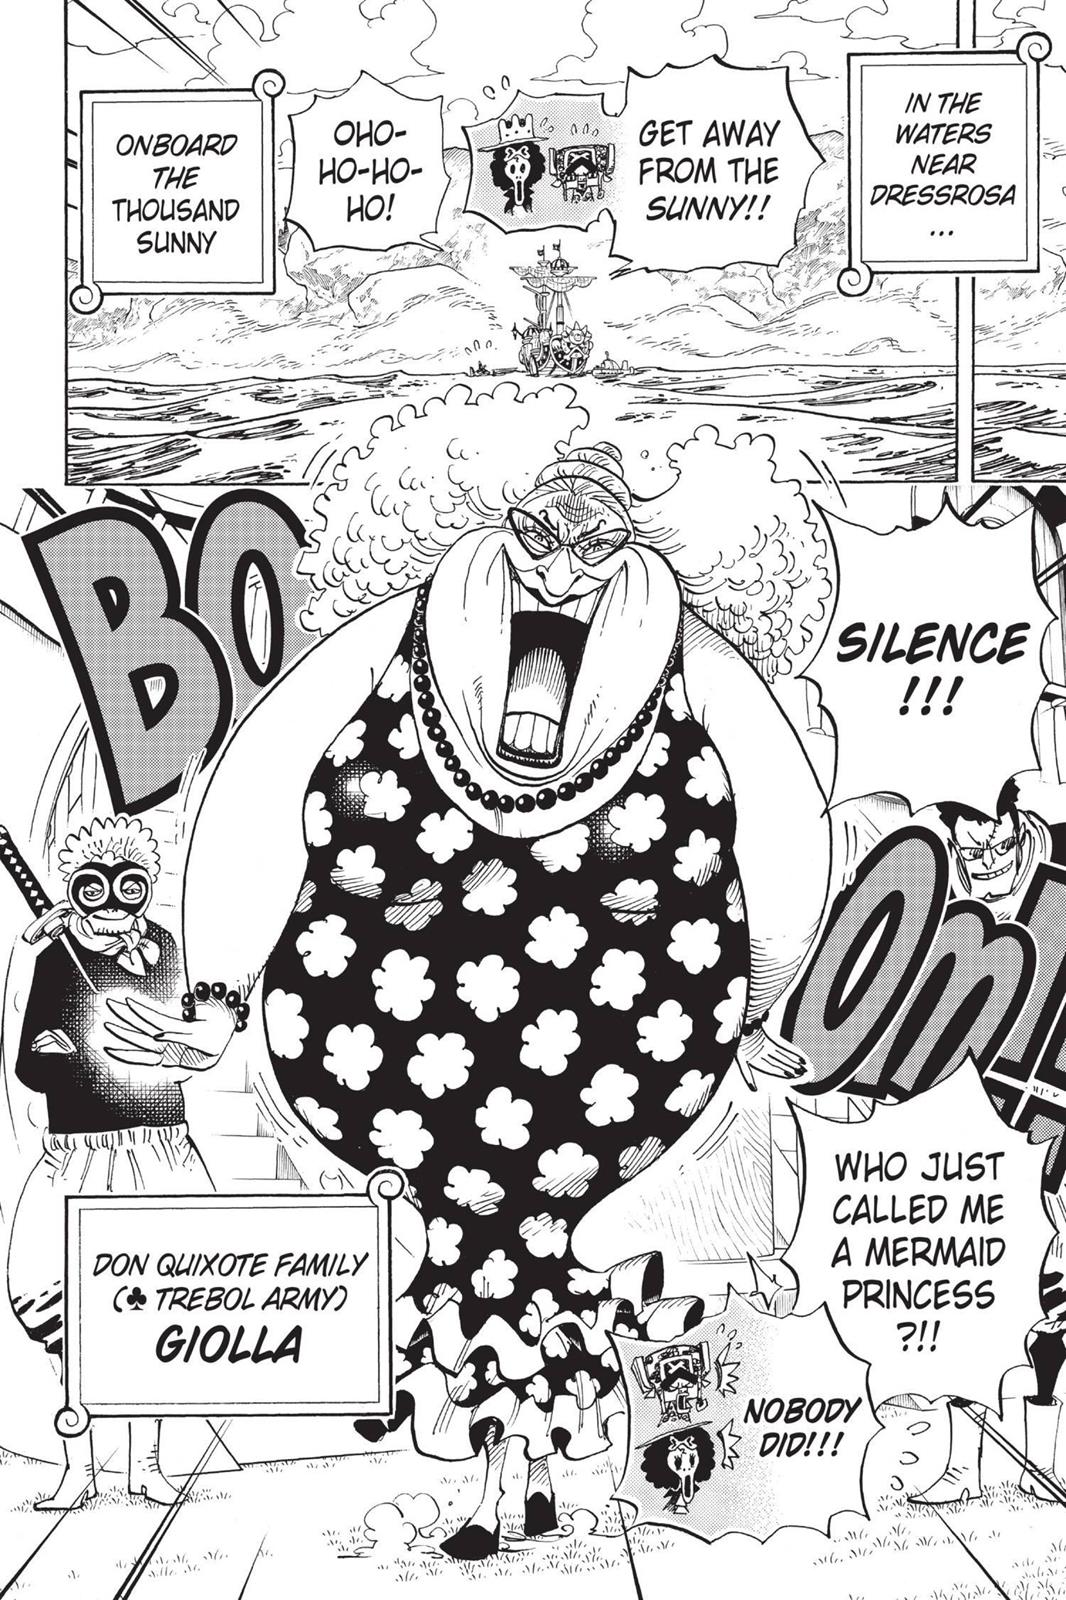 IN THE
WATERS
NEAR
DRESSROSA
...
GET AWAY
FROM THE
SUNNY!!
OHO-
HO-HO-
HO!
ONBOARD
THE
THOUSAND
SUNNY
SILENCE
!!!
BOOM!
WHO JUST
CALLED ME
A MERMAID
PRINCESS
?!!
NOBODY
DID!!!
DON QUIXOTE FAMILY
(♣ TREBOL ARMY)
GIOLLA